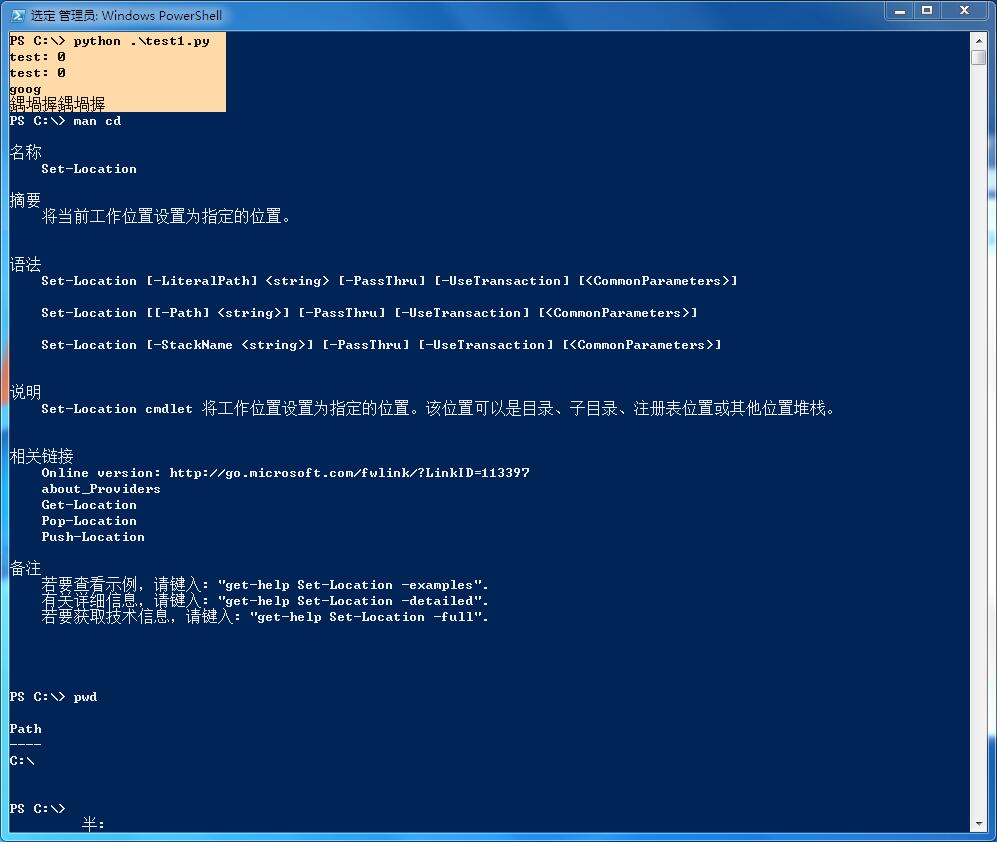 选定 管理员: Windows PowerShell
PS C:\> python .\test1.py
test: 0
test: 0
goog
鍝堝搱鍝堝搱
PS C:\> man cd
名称
Set-Location
摘要
将当前工作位置设置为指定的位置。
语法
Set-Location [-LiteralPath] <string> [-PassThru] [-UseTransaction] [<CommonParameters>]
Set-Location [[-Path] <string>] [-PassThru] [-UseTransaction] [<CommonParameters>]
Set-Location [-StackName <string>] [-PassThru] [-UseTransaction] [<CommonParameters>]
说明
Set-Location cmdlet 将工作位置设置为指定的位置。该位置可以是目录、子目录、注册表位置或其他位置堆栈。
相关链接
Online version: http://go.microsoft.com/fwlink/?LinkID=113397
about_Providers
Get-Location
Pop-Location
Push-Location
备注
若要查看示例，请键入: "get-help Set-Location -examples".
有关详细信息，请键入: "get-help Set-Location -detailed".
若要获取技术信息，请键入: "get-help Set-Location -full".
PS C:\> pwd
Path
----
C:\
PS C:\>
半: